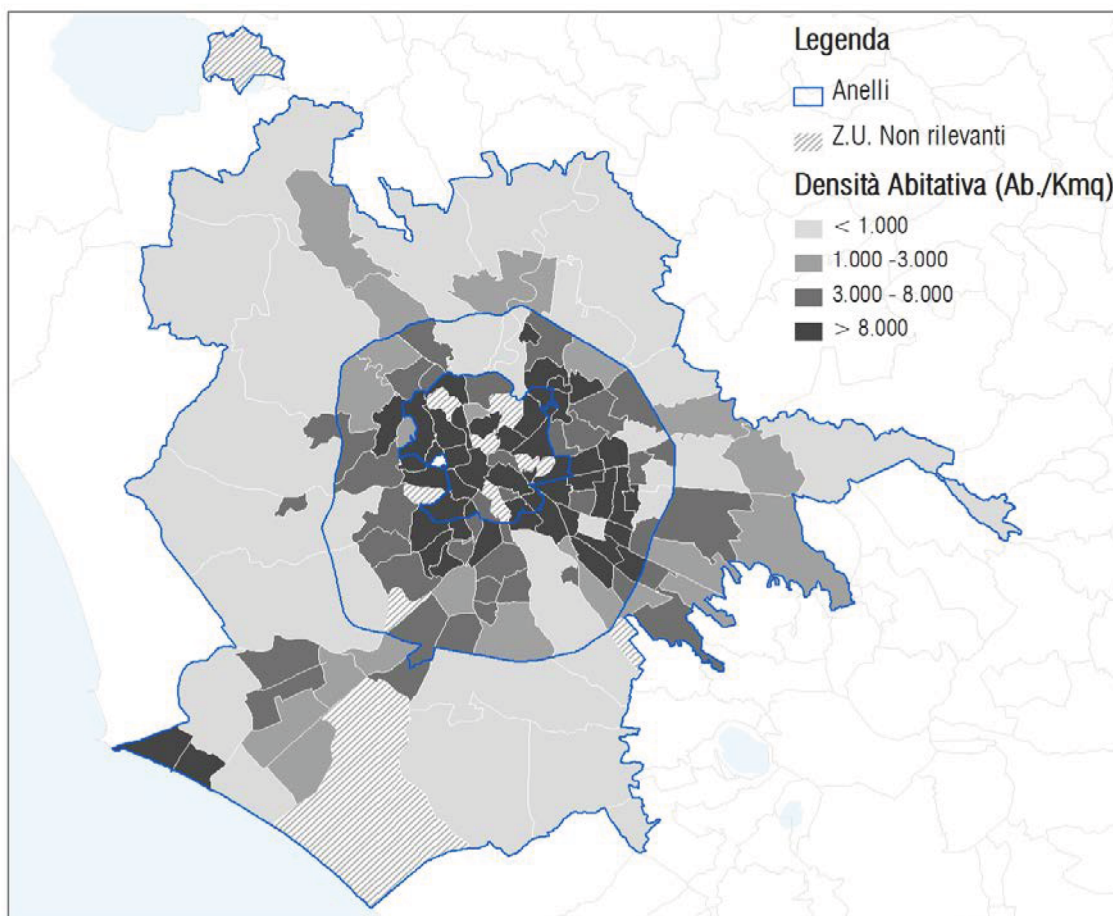 Legenda
Anelli
Z.U. Non rilevanti
Densità Abitativa (Ab./Kmq)
< 1.000
1.000 -3.000
3.000 - 8.000
> 8.000